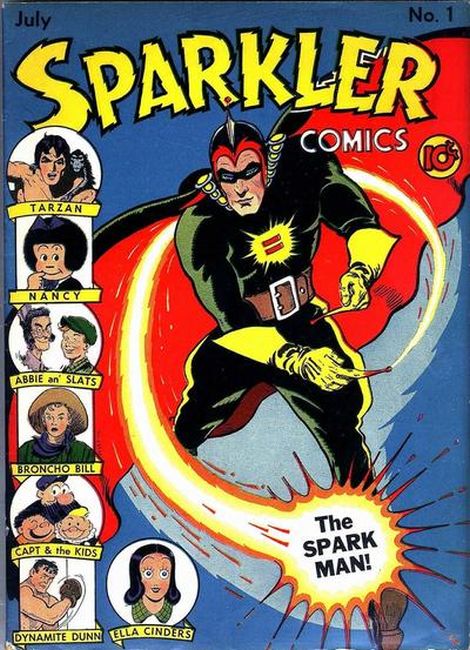 July
No. 1
SPARKLER
COMICS
10¢
TARZAN
NANCY
ABBIE an' SLATS
BRONCHO BILL
CAPT & the KIDS
DYNAMITE DUNN
ELLA CINDERS
The
SPARK
MAN!